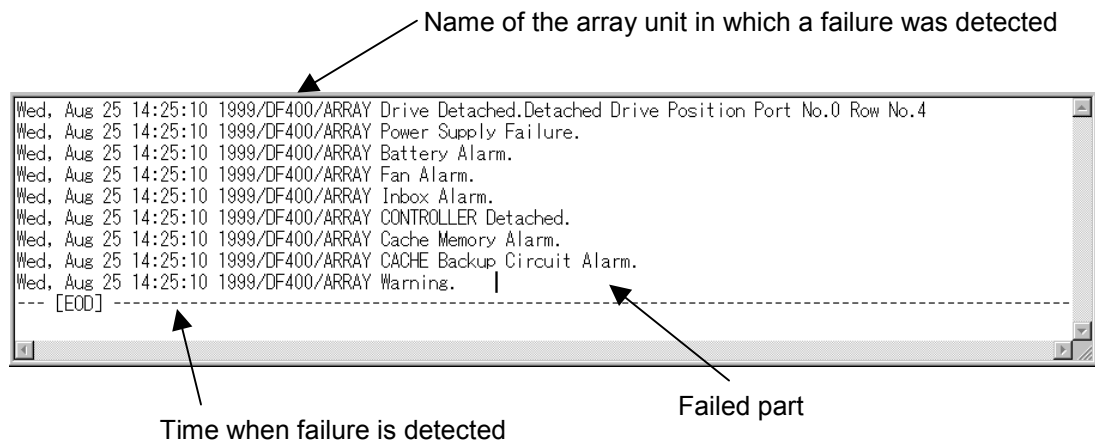 Name of the array unit in which a failure was detected
Wed, Aug 25 14:25:10 1999/DF400/ARRAY Drive Detached.Detached Drive Position Port No.0 Row No.4
Wed, Aug 25 14:25:10 1999/DF400/ARRAY Power Supply Failure.
Wed, Aug 25 14:25:10 1999/DF400/ARRAY Battery Alarm.
Wed, Aug 25 14:25:10 1999/DF400/ARRAY Fan Alarm.
Wed, Aug 25 14:25:10 1999/DF400/ARRAY Inbox Alarm.
Wed, Aug 25 14:25:10 1999/DF400/ARRAY CONTROLLER Detached.
Wed, Aug 25 14:25:10 1999/DF400/ARRAY Cache Memory Alarm.
Wed, Aug 25 14:25:10 1999/DF400/ARRAY CACHE Backup Circuit Alarm.
Wed, Aug 25 14:25:10 1999/DF400/ARRAY Warning.
--- [EOD] ---------------------------------------------------------------------------------------------------
Failed part
Time when failure is detected